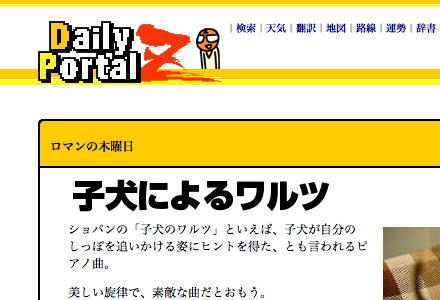 Daily
Portal Z
|検索|天気|翻訳|地図|路線|運勢|辞書
ロマンの木曜日
子犬によるワルツ
ショパンの「子犬のワルツ」といえば、子犬が自分の
しっぽを追いかける姿にヒントを得た、とも言われるピ
アノ曲。
美しい旋律で、素敵な曲だとおもう。